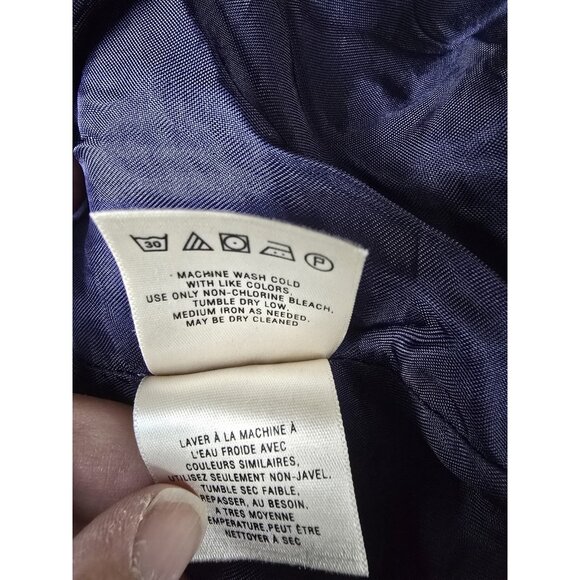 30
P
MACHINE WASH COLD
WITH LIKE COLORS,
USE ONLY NON-CHLORINE BLEACH.
TUMBLE DRY LOW.
MEDIUM IRON AS NEEDED.
MAY BE DRY CLEANED
LAVER À LA MACHINE À
L'EAU FROIDE AVEC
COULEURS SIMILAIRES,
UTILISEZ SEULEMENT NON-JAVEL.
TUMBLE SEC FAIBLE.
REPASSER, AU BESOIN.
A TRES MOYENNE
TEMPERATURE,PEUT ÊTRE
NETTOYER À SEC